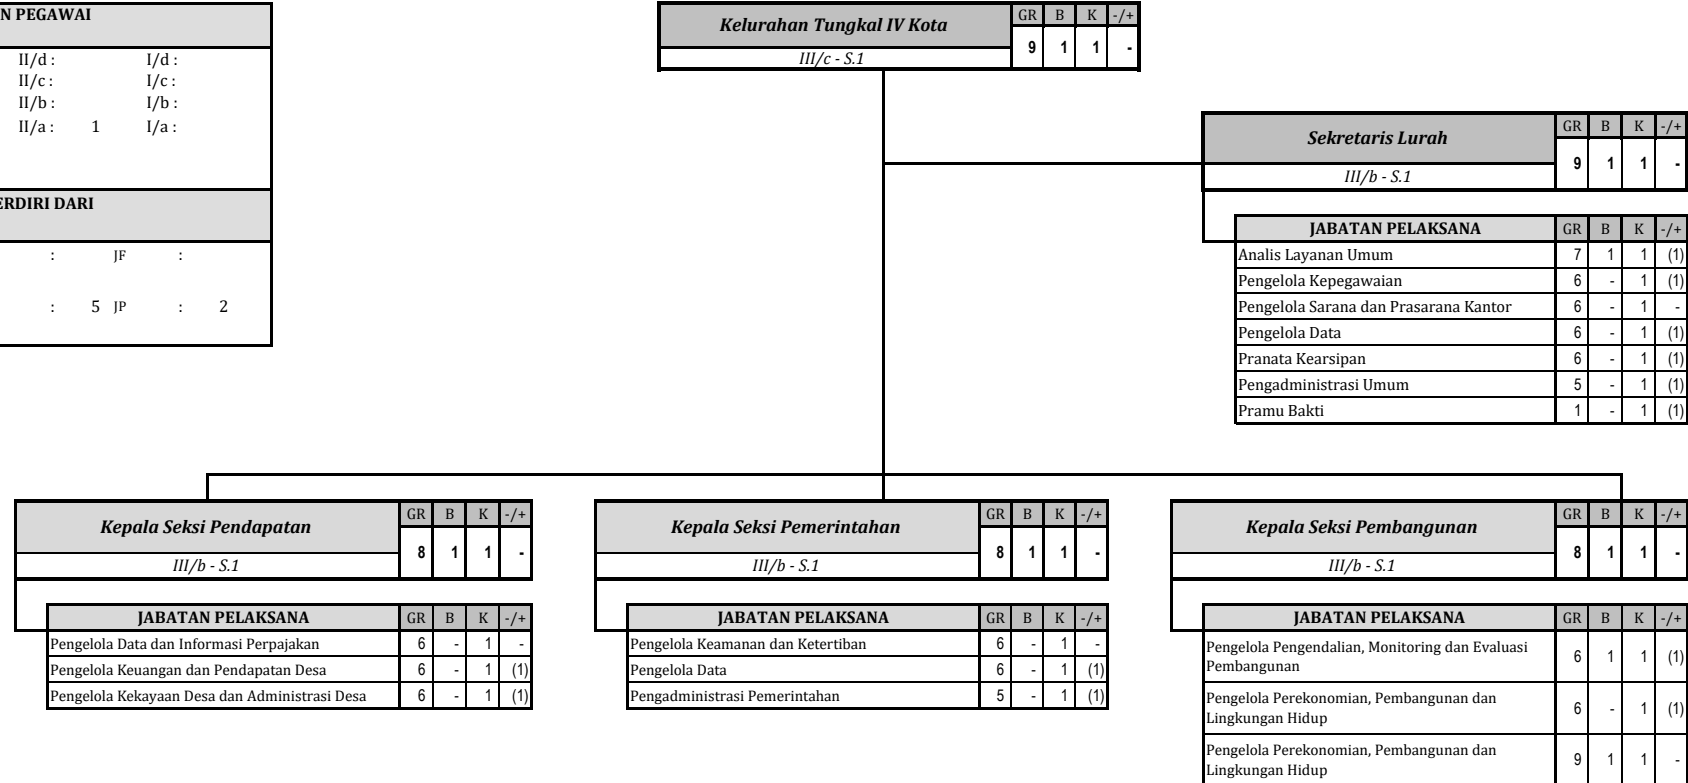 N PEGAWAI
II/d : I/d :
II/c : I/c :
II/b : I/b :
II/a : 1 I/a :
ERDIRI DARI
: JF :
: 5 JP : 2
Kelurahan Tungkal IV Kota GR B K -/+
III/c - S.1 9 1 1 -
Sekretaris Lurah GR B K -/+
III/b - S.1 9 1 1 -
JABATAN PELAKSANA GR B K -/+
Analis Layanan Umum 7 1 1 (1)
Pengelola Kepegawaian 6 - 1 (1)
Pengelola Sarana dan Prasarana Kantor 6 - 1 -
Pengelola Data 6 - 1 (1)
Pranata Kearsipan 6 - 1 (1)
Pengadministrasi Umum 5 - 1 (1)
Pramu Bakti 1 - 1 (1)
Kepala Seksi Pendapatan GR B K -/+
III/b - S.1 8 1 1 -
JABATAN PELAKSANA GR B K -/+
Pengelola Data dan Informasi Perpajakan 6 - 1 -
Pengelola Keuangan dan Pendapatan Desa 6 - 1 (1)
Pengelola Kekayaan Desa dan Administrasi Desa 6 - 1 (1)
Kepala Seksi Pemerintahan GR B K -/+
III/b - S.1 8 1 1 -
JABATAN PELAKSANA GR B K -/+
Pengelola Keamanan dan Ketertiban 6 - 1 -
Pengelola Data 6 - 1 (1)
Pengadministrasi Pemerintahan 5 - 1 (1)
Kepala Seksi Pembangunan GR B K -/+
III/b - S.1 8 1 1 -
JABATAN PELAKSANA GR B K -/+
Pengelola Pengendalian, Monitoring dan Evaluasi
Pembangunan 6 1 1 (1)
Pengelola Perekonomian, Pembangunan dan
Lingkungan Hidup 6 - 1 (1)
Pengelola Perekonomian, Pembangunan dan
Lingkungan Hidup 9 1 1 -